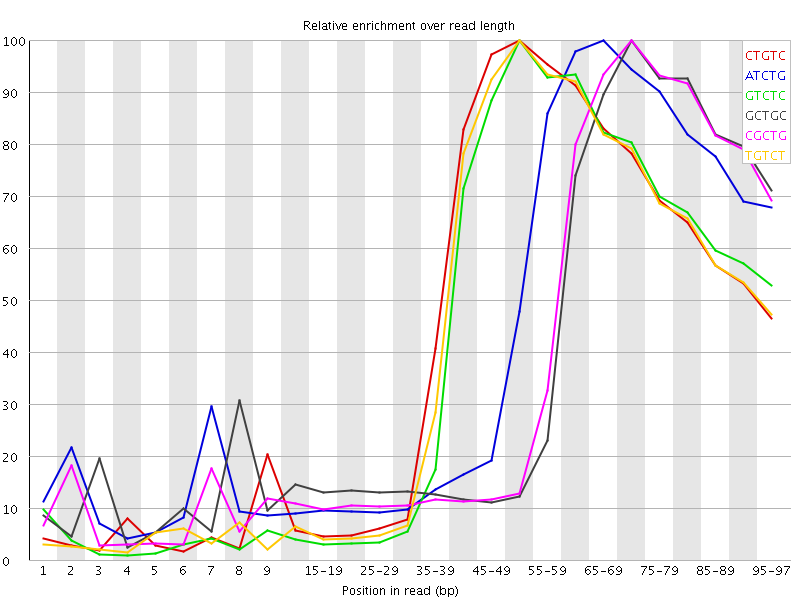 Relative enrichment over read length
100
90
80
70
60
50
40
30
20
10
0
CTGTC
ATCTG
GTCTC
GCTGC
CGCTG
TGTCT
1 2 3 4 5 6 7 8 9 15-19 25-29 35-39 45-49 55-59 65-69 75-79 85-89 95-97
Position in read (bp)